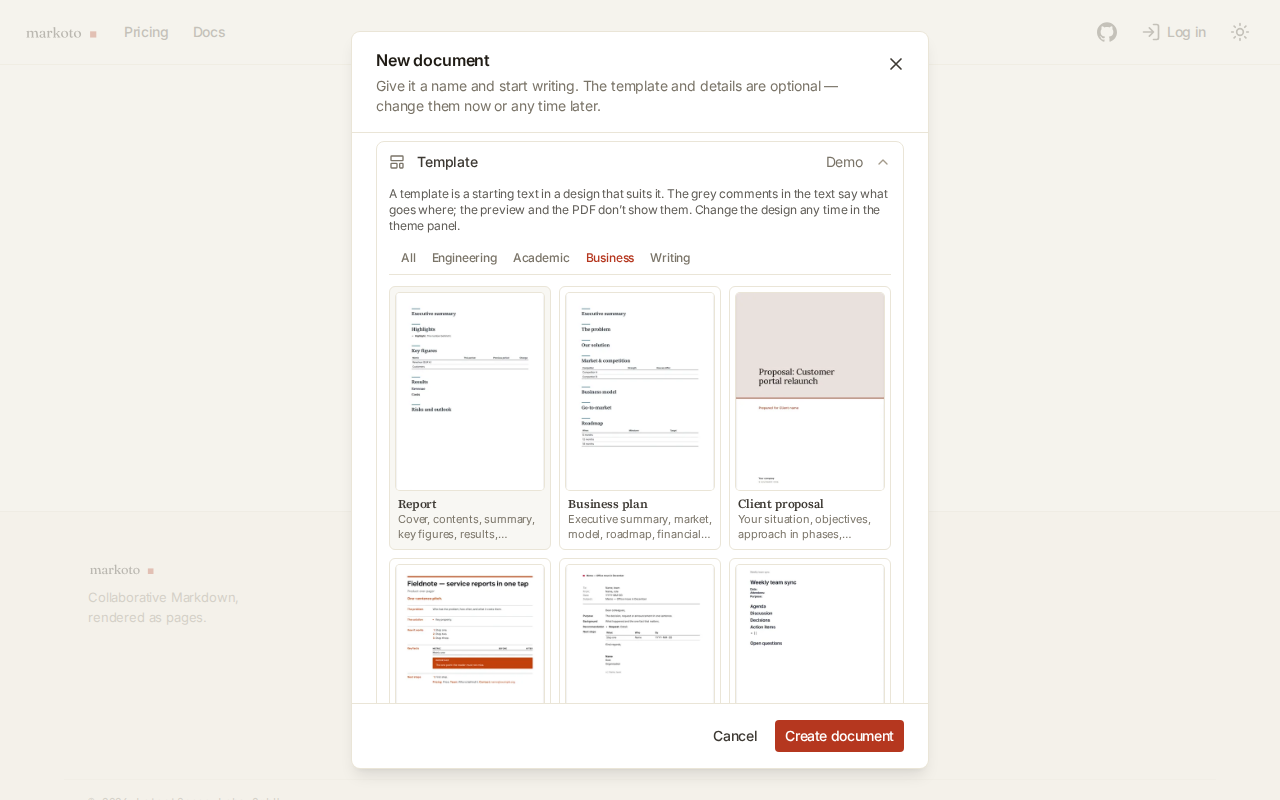 markoto
Pricing
Docs
Log in
New document
Give it a name and start writing. The template and details are optional —
change them now or any time later.
Template
Demo
A template is a starting text in a design that suits it. The grey comments in the text say what
goes where; the preview and the PDF don't show them. Change the design any time in the
theme panel.
All
Engineering
Academic
Business
Writing
Executive summary
Highlights
Key figures
Results
Risks and outlook
Report
Cover, contents, summary,
key figures, results,...
Executive summary
The problem
Our solution
Market & competition
Business model
Go-to-market
Roadmap
Business plan
Executive summary, market,
model, roadmap, financial...
Proposal: Customer
portal relaunch
Proposal for Client name
Client proposal
Your situation, objectives,
approach in phases,...
Fieldnote — service reports in one tap
Weekly team sync
Agenda
Discussion
Decisions
Action items
Open questions
markoto
Collaborative Markdown,
rendered as pages.
Cancel
Create document